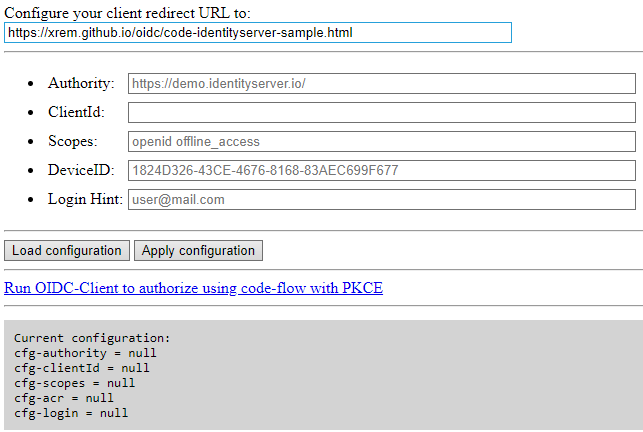 Configure your client redirect URL to:
https://xrem.github.io/oidc/code-identityserver-sample.html
Authority: https://demo.identityserver.io/
ClientId:
Scopes: openid offline_access
DeviceID: 1824D326-43CE-4676-8168-83AEC699F677
Login Hint: user@mail.com
Load configuration Apply configuration
Run OIDC-Client to authorize using code-flow with PKCE
Current configuration:
cfg-authority = null
cfg-clientId = null
cfg-scopes = null
cfg-acr = null
cfg-login = null